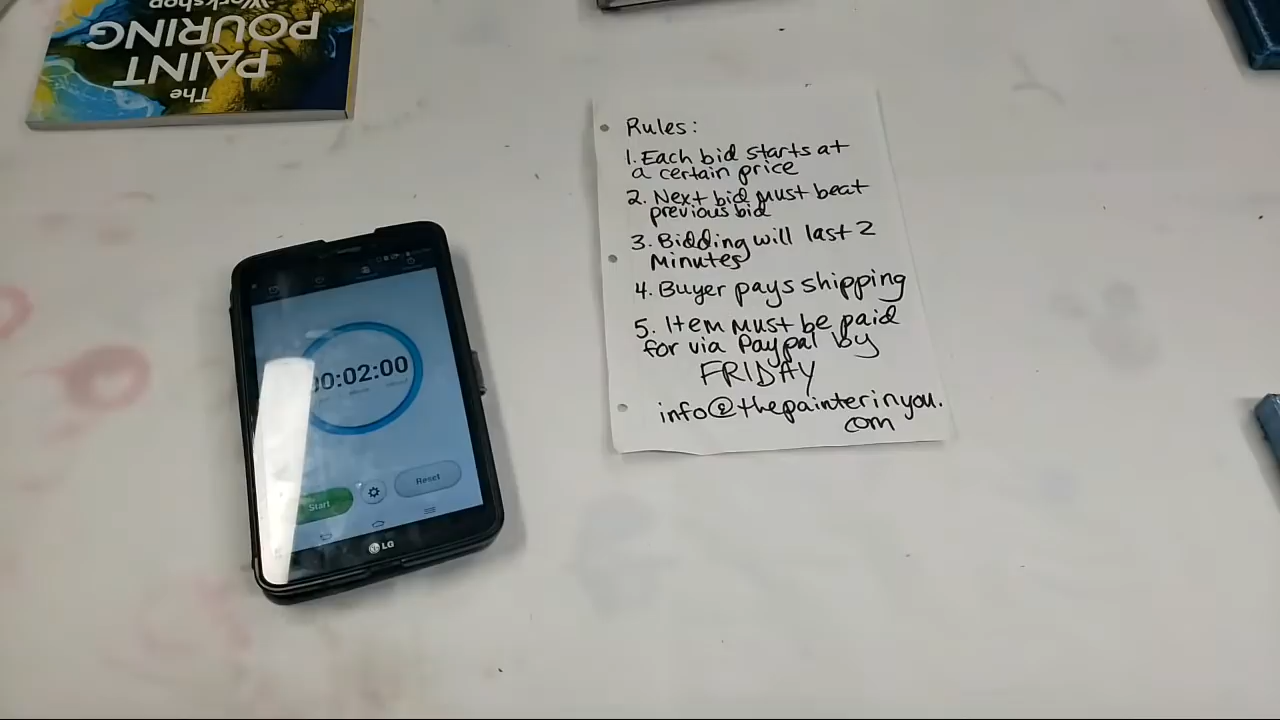 The
PAINT
POURING
Workshop
Rules:
1. Each bid starts at
a certain price
2. Next bid must beat
previous bid
3. Bidding will last 2
Minutes
4. Buyer pays shipping
5. Item must be paid
for via Paypal by
FRIDAY
info@thepainterinyou.
com
00:02:00
Start
Reset
LG